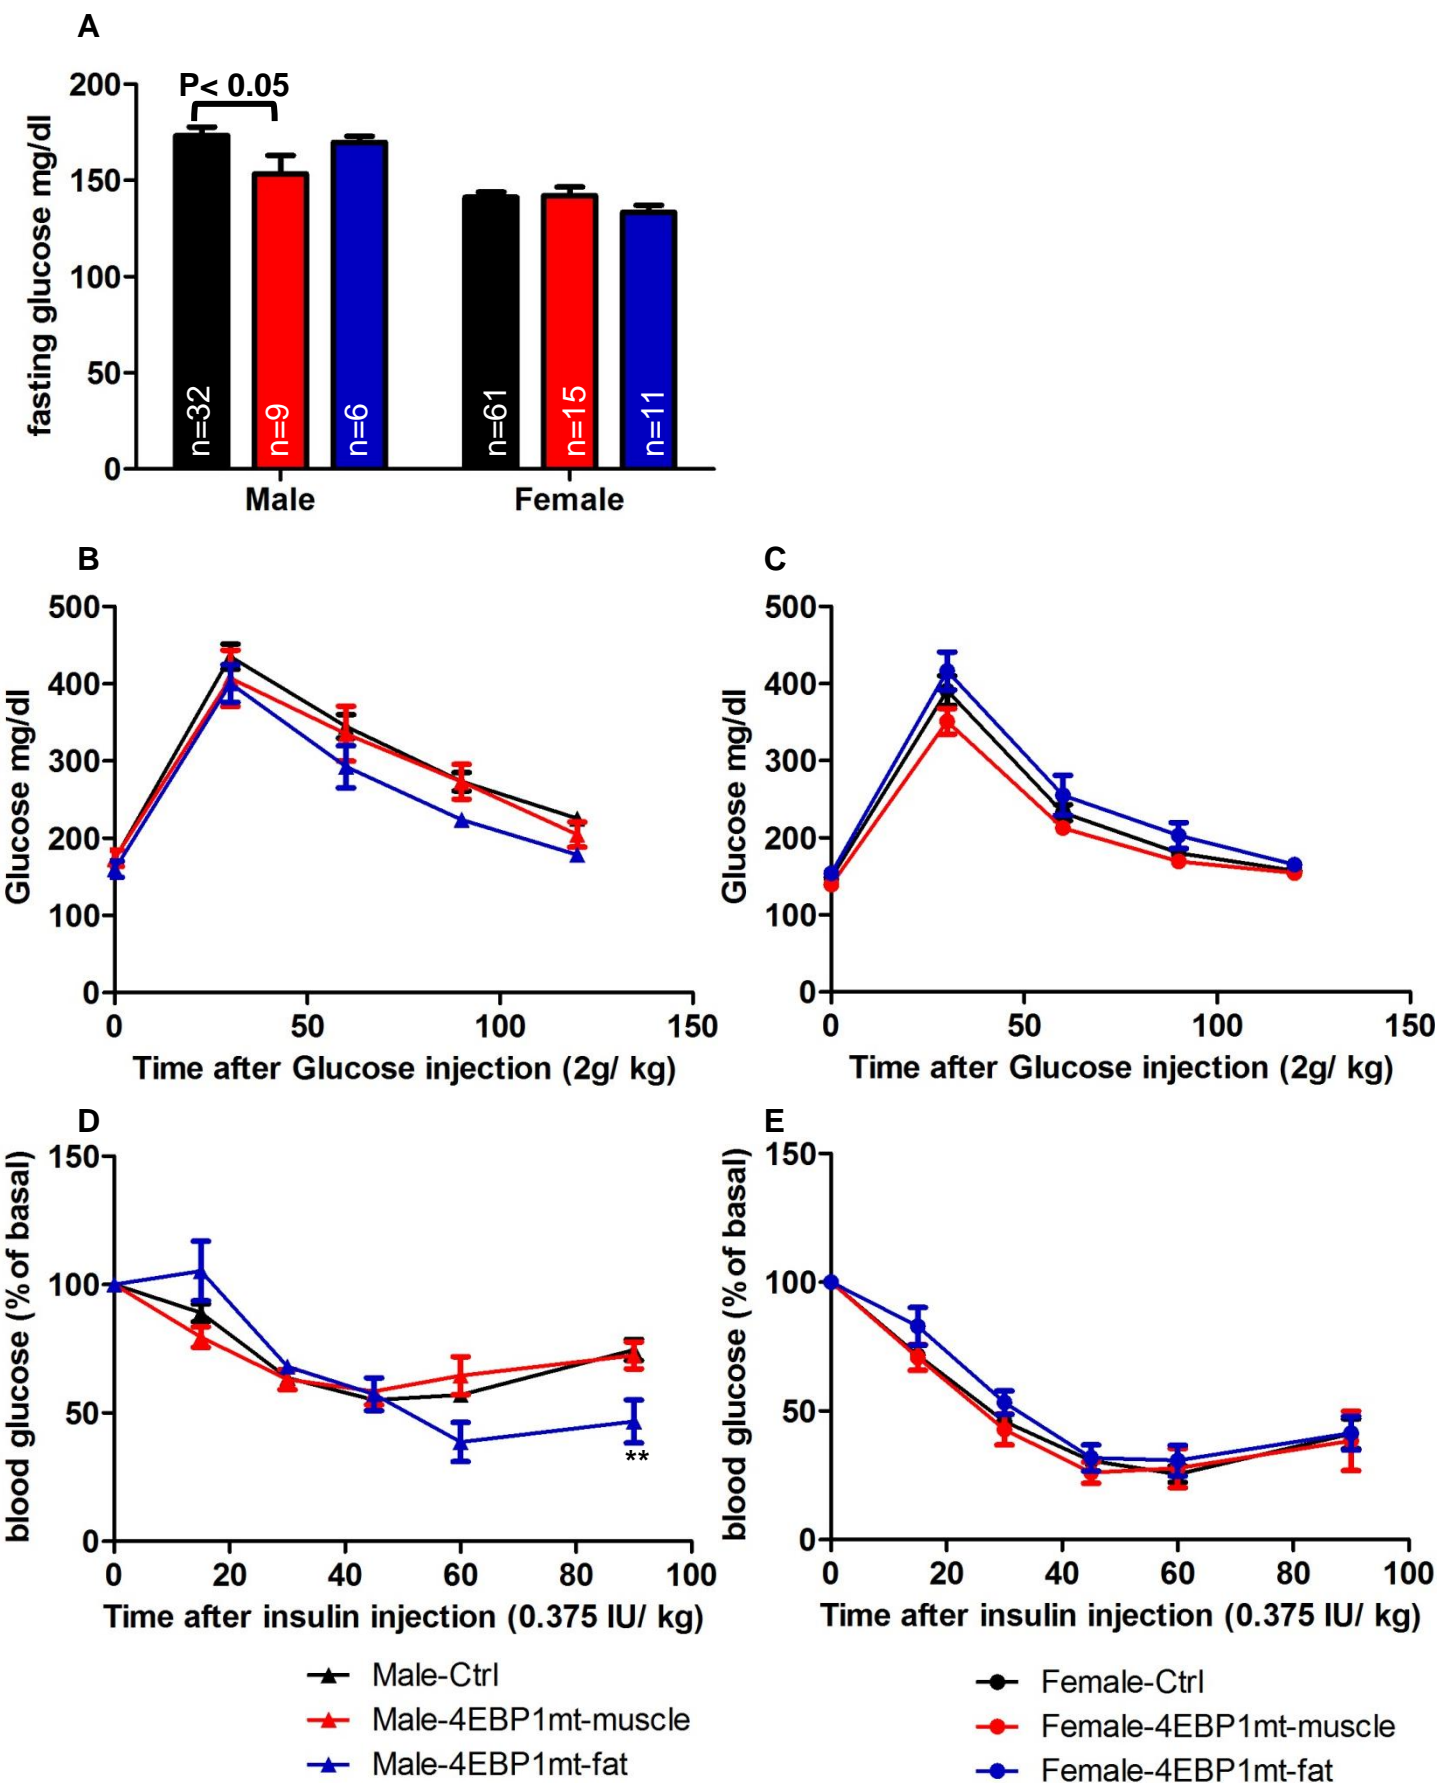 A
P< 0.05
fasting glucose mg/dl
200
150
100
50
0
n=32
n=9
n=6
n=61
n=15
n=11
Male
Female
B
Glucose mg/dl
500
400
300
200
100
0
0
50
100
150
Time after Glucose injection (2g/ kg)
C
Glucose mg/dl
500
400
300
200
100
0
0
50
100
150
Time after Glucose injection (2g/ kg)
D
blood glucose (% of basal)
150
100
50
0
**
0
20
40
60
80
100
Time after insulin injection (0.375 IU/ kg)
E
blood glucose (% of basal)
150
100
50
0
0
20
40
60
80
100
Time after insulin injection (0.375 IU/ kg)
Male-Ctrl
Male-4EBP1mt-muscle
Male-4EBP1mt-fat
Female-Ctrl
Female-4EBP1mt-muscle
Female-4EBP1mt-fat